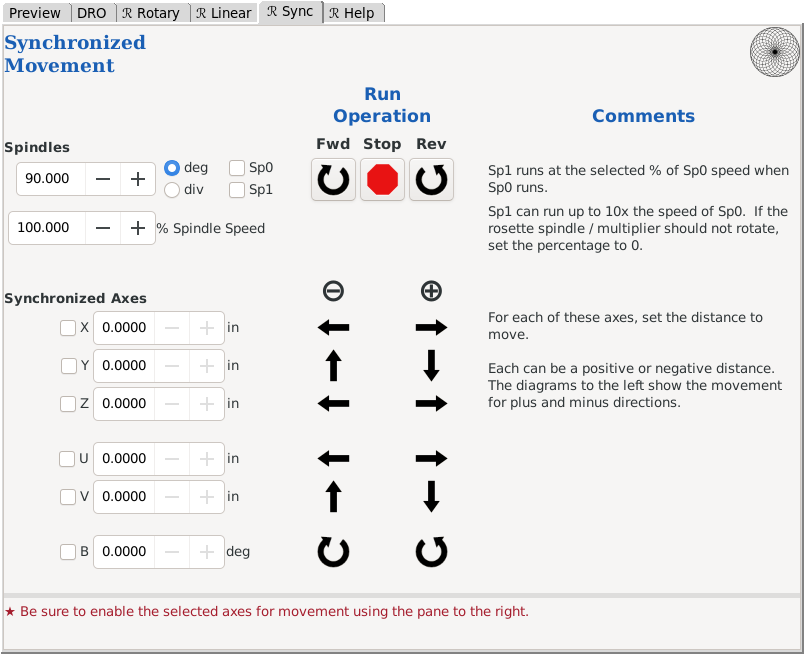 Preview DRO ℛ Rotary ℛ Linear ℛ Sync ℛ Help
Synchronized
Movement
Run
Operation
Comments
Fwd Stop Rev
Spindles
90.000 deg Sp0
div Sp1
100.000 % Spindle Speed
Sp1 runs at the selected % of Sp0 speed when
Sp0 runs.
Sp1 can run up to 10x the speed of Sp0. If the
rosette spindle / multiplier should not rotate,
set the percentage to 0.
Synchronized Axes
X 0.0000 in
Y 0.0000 in
Z 0.0000 in
U 0.0000 in
V 0.0000 in
B 0.0000 deg
For each of these axes, set the distance to
move.
Each can be a positive or negative distance.
The diagrams to the left show the movement
for plus and minus directions.
★ Be sure to enable the selected axes for movement using the pane to the right.